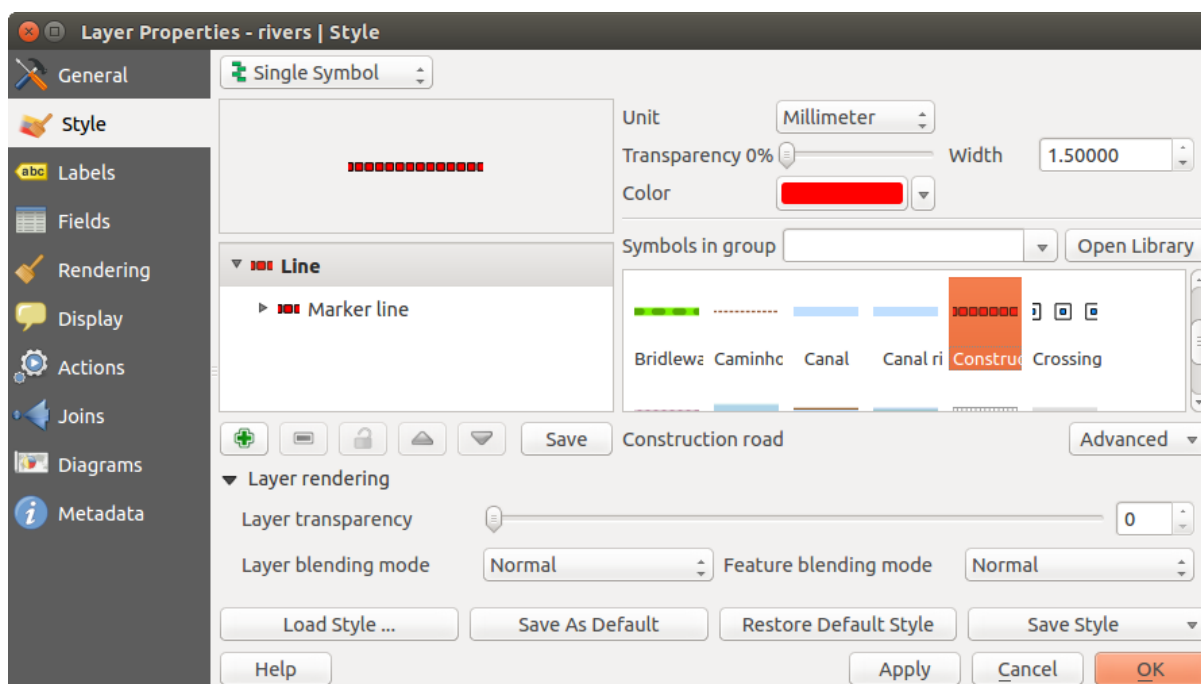 Layer Properties - rivers | Style
General
Style
abc Labels
Fields
Rendering
Display
Actions
Joins
Diagrams
Metadata
Single Symbol
Unit Millimeter
Transparency 0% Width 1.50000
Color
Symbols in group Open Library
Line
Marker line
Bridlewa Caminho Canal Canal ri Construc Crossing
Save Construction road Advanced
Layer rendering
Layer transparency 0
Layer blending mode Normal Feature blending mode Normal
Load Style ... Save As Default Restore Default Style Save Style
Help Apply Cancel OK